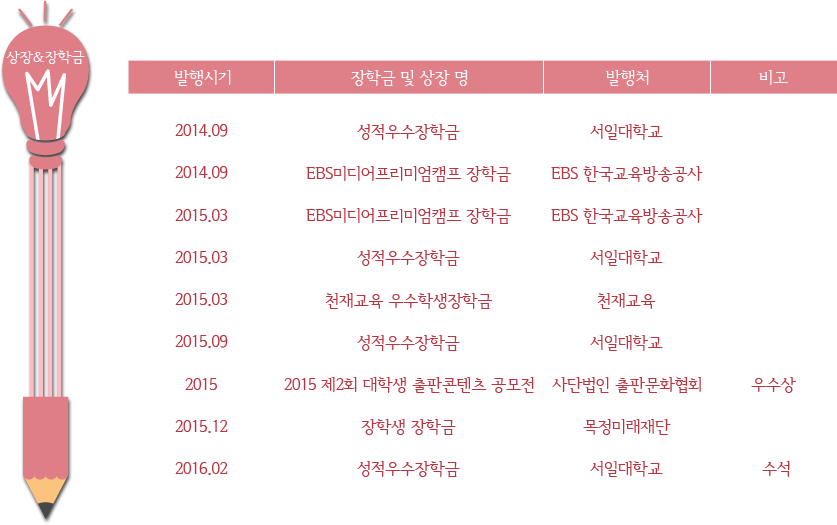 상장&장학금
발행시기 장학금 및 상장 명 발행처 비고
2014.09 성적우수장학금 서일대학교
2014.09 EBS미디어프리미엄캠프 장학금 EBS 한국교육방송공사
2015.03 EBS미디어프리미엄캠프 장학금 EBS 한국교육방송공사
2015.03 성적우수장학금 서일대학교
2015.03 천재교육 우수학생장학금 천재교육
2015.09 성적우수장학금 서일대학교
2015 2015 제2회 대학생 출판콘텐츠 공모전 사단법인 출판문화협회 우수상
2015.12 장학생 장학금 목정미래재단
2016.02 성적우수장학금 서일대학교 수석